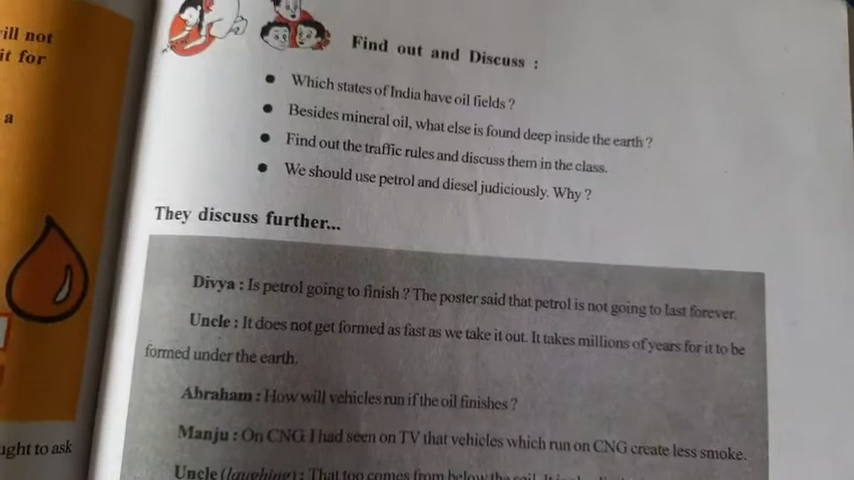 ill not
it for
a
ught to ask
Find out and Discuss :
● Which states of India have oil fields ?
● Besides mineral oil, what else is found deep inside the earth ?
● Find out the traffic rules and discuss them in the class.
● We should use petrol and diesel judiciously. Why ?
They discuss further...
Divya : Is petrol going to finish ? The poster said that petrol is not going to last forever.
Uncle : It does not get formed as fast as we take it out. It takes millions of years for it to be
formed under the earth.
Abraham : How will vehicles run if the oil finishes ?
Manju : On CNG. I had seen on TV that vehicles which run on CNG create less smoke.
Uncle (laughing) : That too comes from below the soil. It is